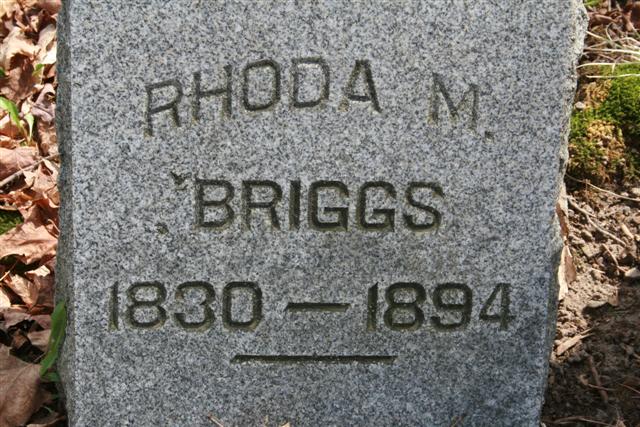 RHODA M.
BRIGGS
1830 — 1894